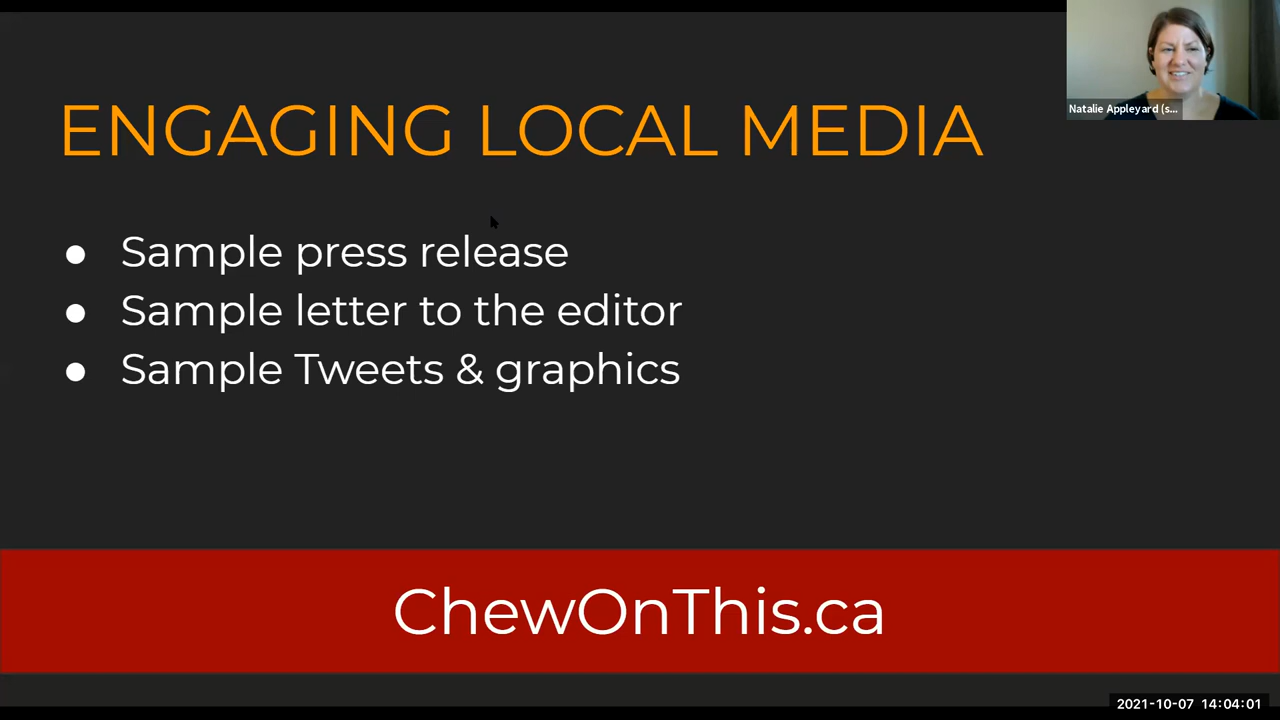 ENGAGING LOCAL MEDIA
● Sample press release
● Sample letter to the editor
● Sample Tweets & graphics
ChewOnThis.ca
Natalie Appleyard (s...
2021-10-07 14:04:01